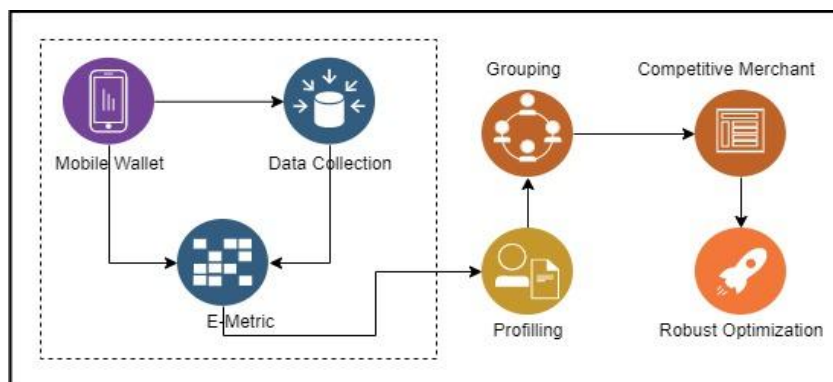 Grouping
Competitive Merchant
Mobile Wallet
Data Collection
E-Metric
Profilling
Robust Optimization